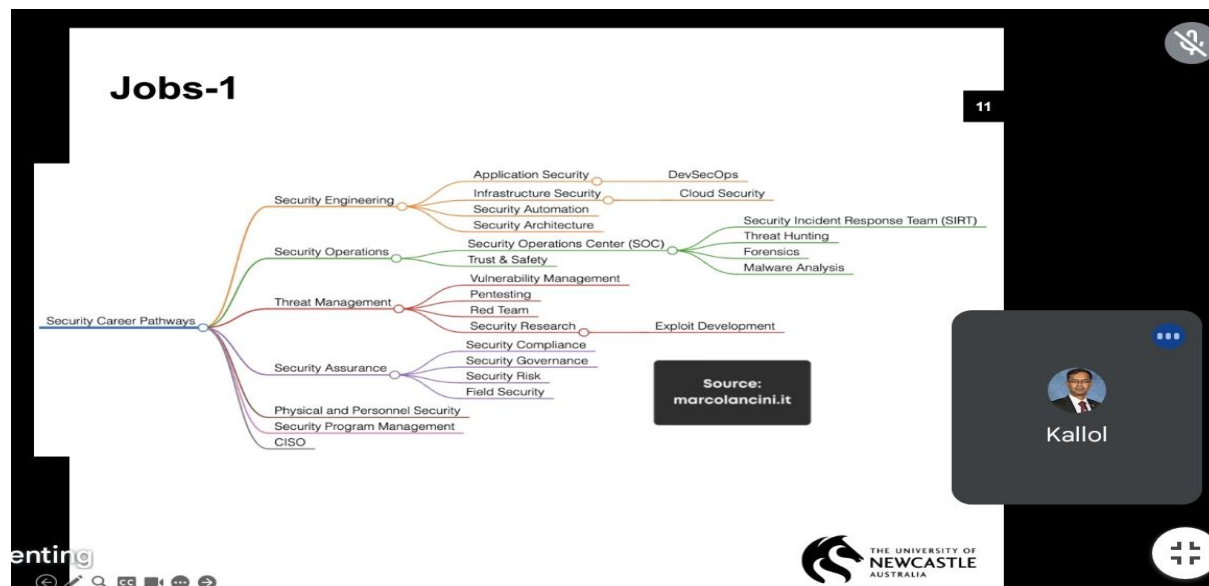 Jobs-1
11
Security Career Pathways
Security Engineering
Application Security
DevSecOps
Infrastructure Security
Cloud Security
Security Automation
Security Architecture
Security Operations
Security Operations Center (SOC)
Security Incident Response Team (SIRT)
Threat Hunting
Forensics
Malware Analysis
Trust & Safety
Threat Management
Vulnerability Management
Pentesting
Red Team
Security Research
Exploit Development
Security Assurance
Security Compliance
Security Governance
Security Risk
Field Security
Physical and Personnel Security
Security Program Management
CISO
Source:
marcolancini.it
Kallol
enting
CC
THE UNIVERSITY OF
NEWCASTLE
AUSTRALIA